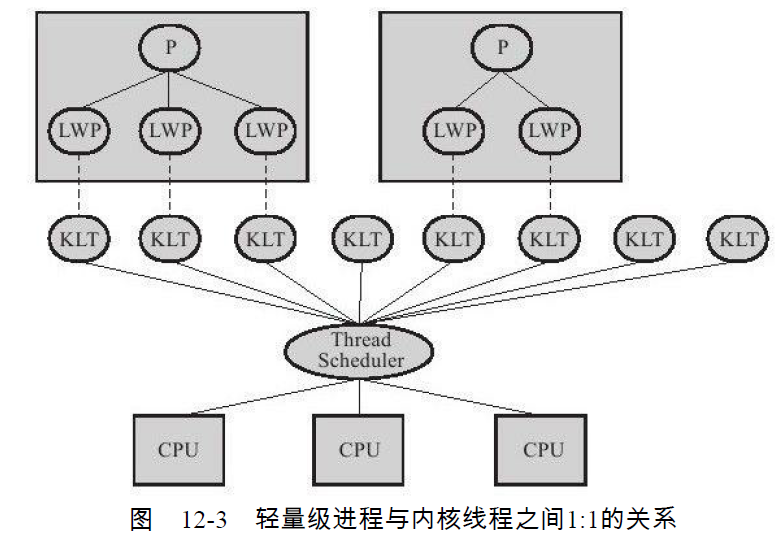 P P
LWP LWP LWP LWP LWP
KLT KLT KLT KLT KLT KLT KLT KLT
Thread
Scheduler
CPU CPU CPU
图 12-3 轻量级进程与内核线程之间1:1的关系